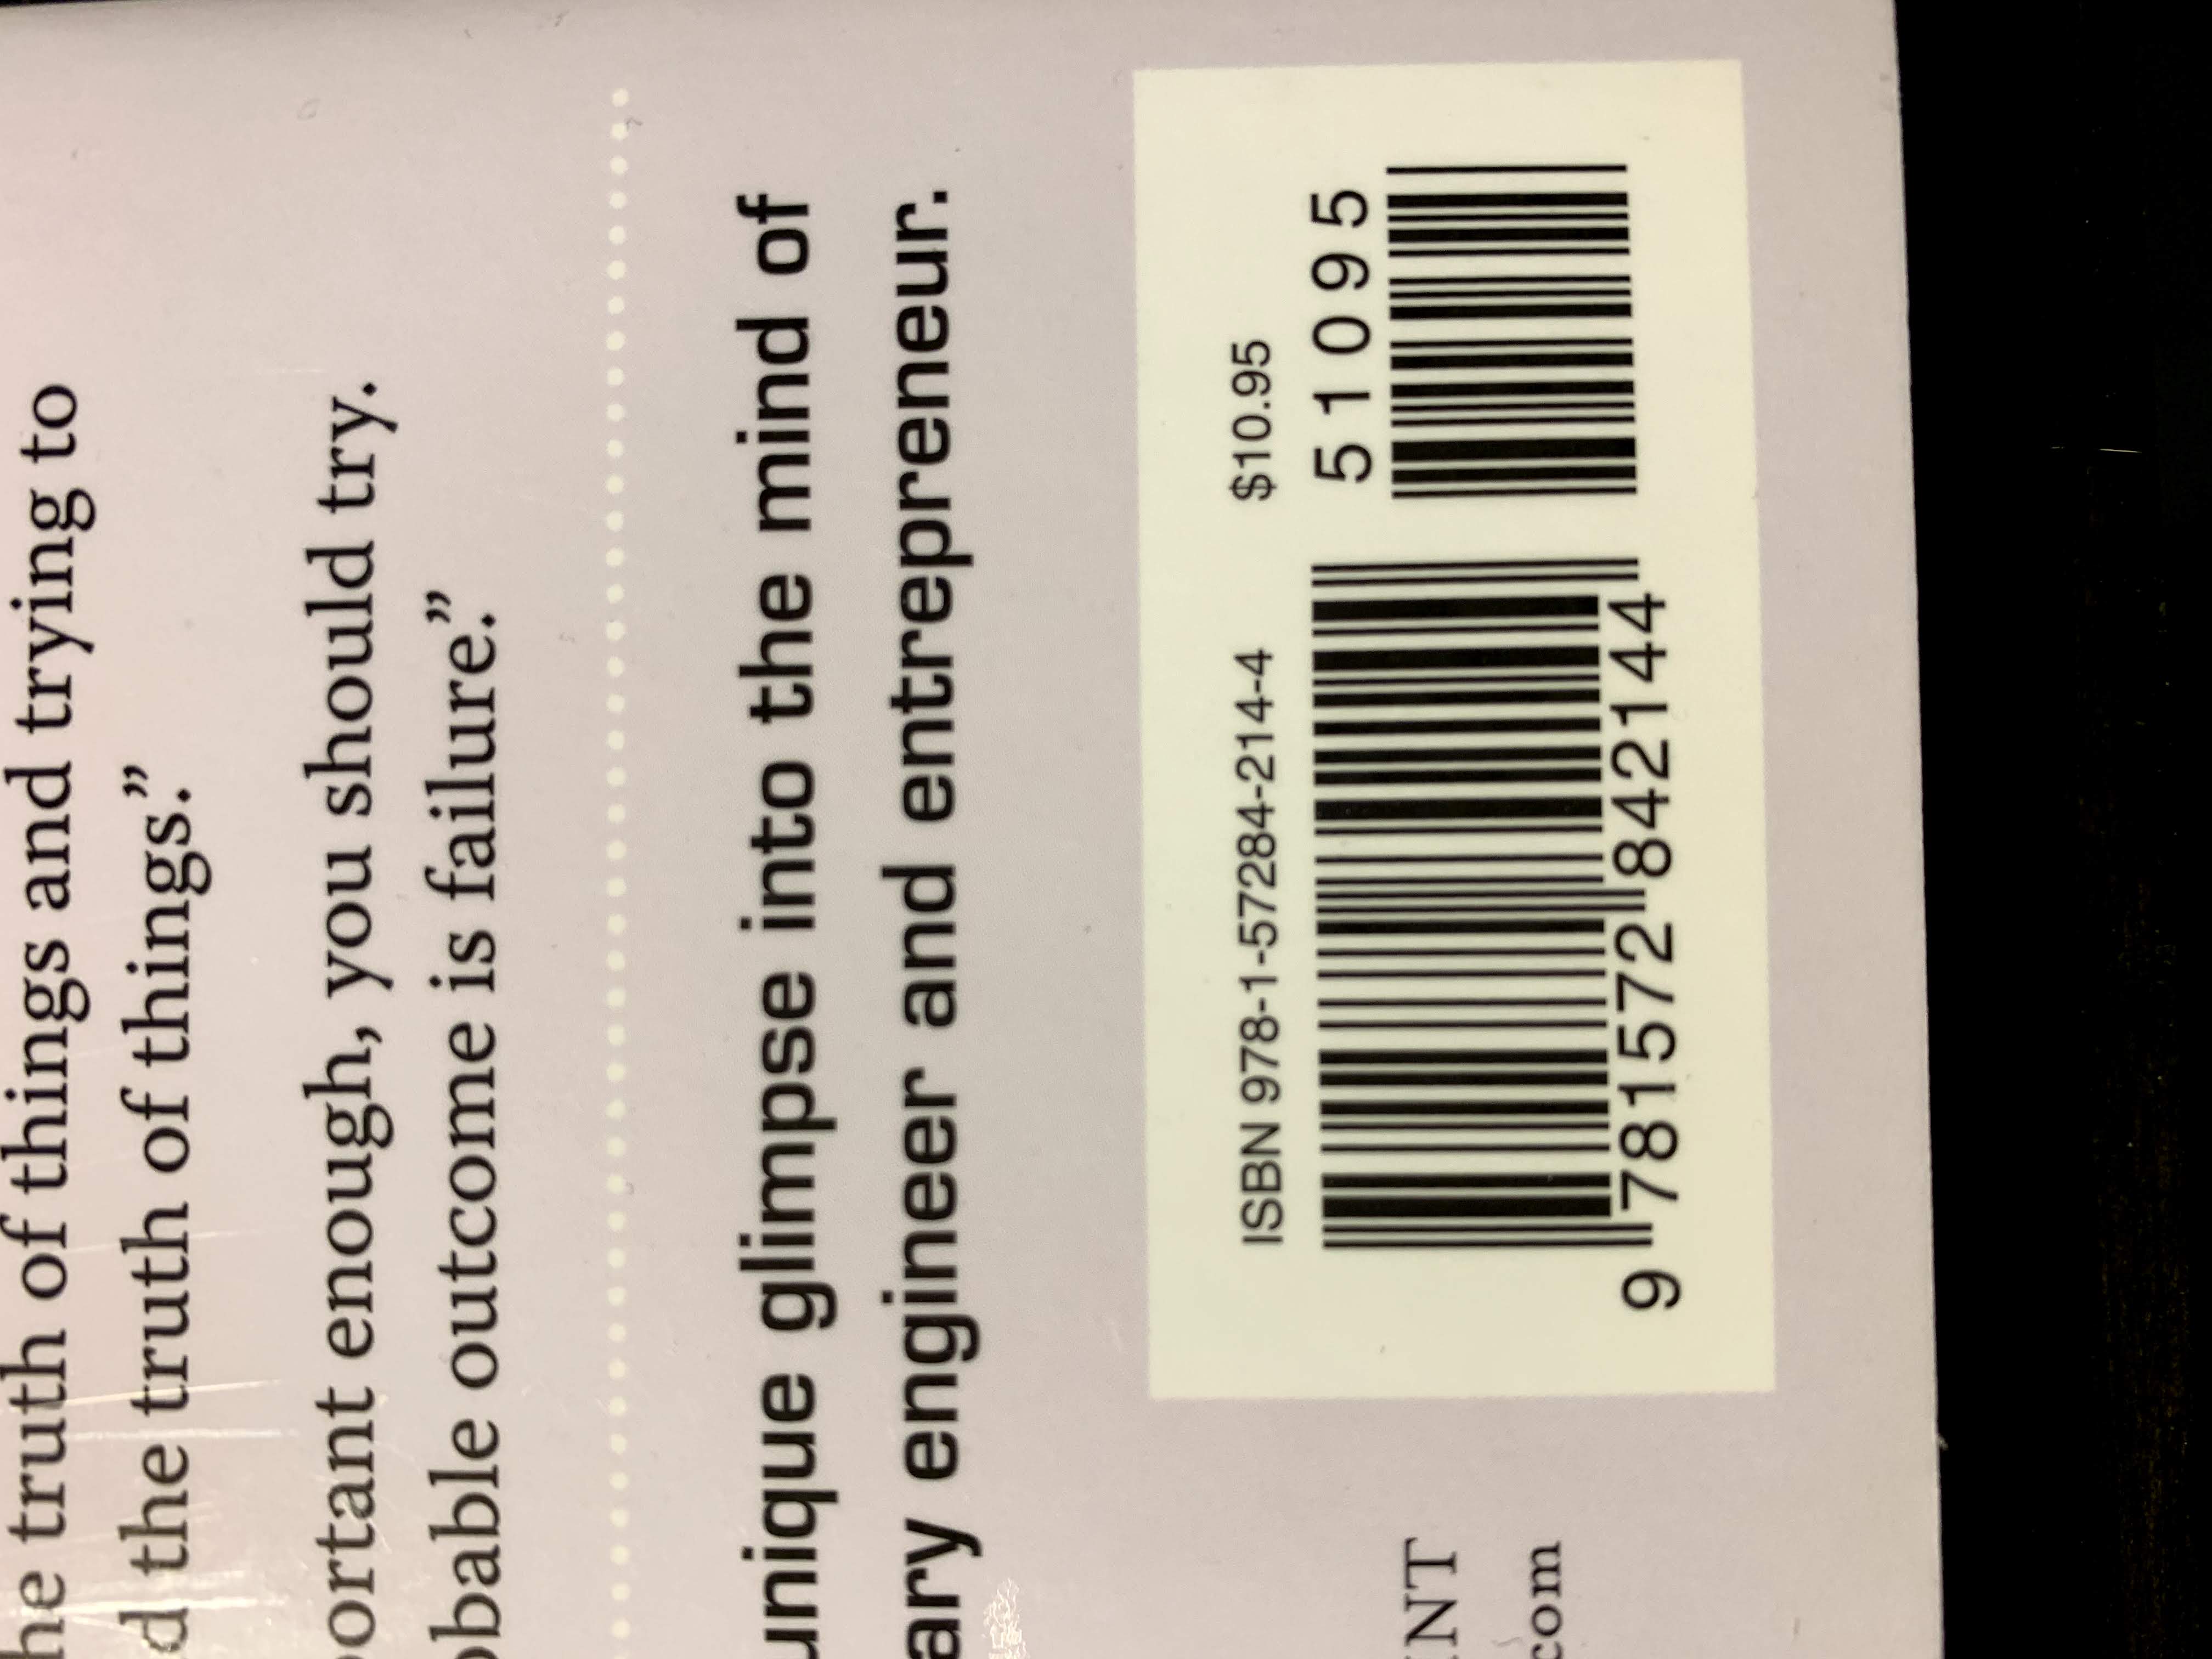 he truth of things and trying to
d the truth of things.”
portant enough, you should try.
obable outcome is failure.”
unique glimpse into the mind of
ary engineer and entrepreneur.
ISBN 978-1-57284-214-4 $10.95
51095
INT
com
9 781572 842144